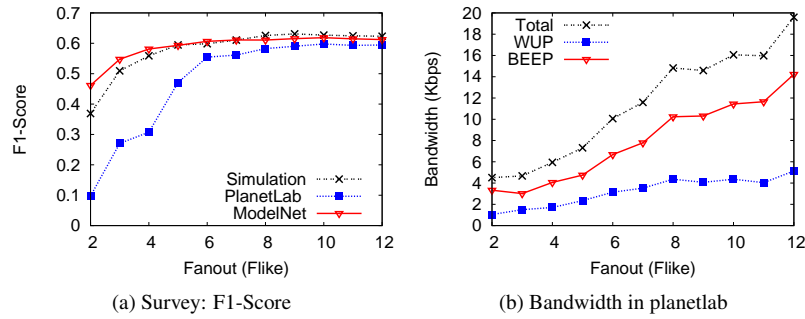 0.7
0.6
0.5
0.4
0.3
0.2
0.1
0
F1-Score
Simulation
PlanetLab
ModelNet
2 4 6 8 10 12
Fanout (Flike)
(a) Survey: F1-Score
20
18
16
14
12
10
8
6
4
2
0
Bandwidth (Kbps)
Total
WUP
BEEP
2 4 6 8 10 12
Fanout (Flike)
(b) Bandwidth in planetlab